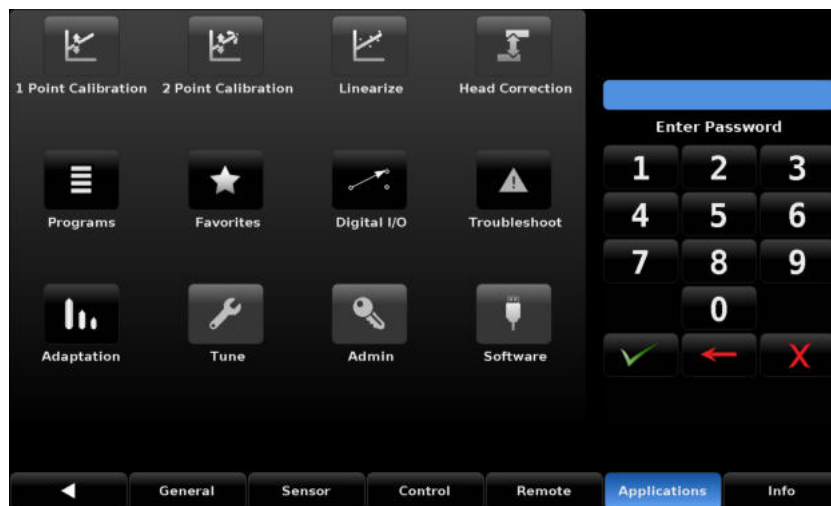 1 Point Calibration 2 Point Calibration Linearize Head Correction
Programs Favorites Digital I/O Troubleshoot
Adaptation Tune Admin Software
Enter Password
1 2 3
4 5 6
7 8 9
0
X
General Sensor Control Remote Applications Info